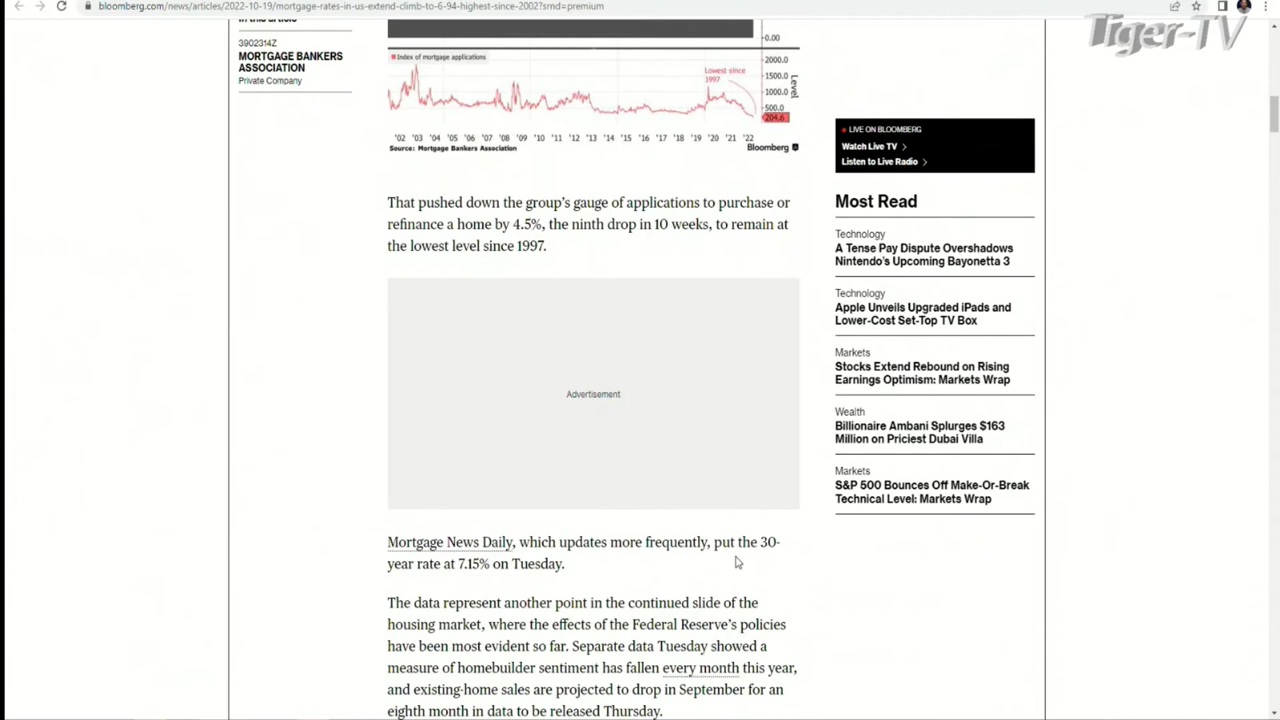 bloomberg.com/news/articles/2022-10-19/mortgage-rates-in-us-extend-climb-to-6-94-highest-since-2002?srnd=premium
Tiger-TV
3902314Z
MORTGAGE BANKERS
ASSOCIATION
Private Company
0.00
Index of mortgage applications
Lowest since
1997
2000.0
1500.0
1000.0
500.0
204.6
Level
'02 '03 '04 '05 '06 '07 '08 '09 '10 '11 '12 '13 '14 '15 '16 '17 '18 '19 '20 '21 '22
Source: Mortgage Bankers Association
Bloomberg
That pushed down the group's gauge of applications to purchase or
refinance a home by 4.5%, the ninth drop in 10 weeks, to remain at
the lowest level since 1997.
Advertisement
Mortgage News Daily, which updates more frequently, put the 30-
year rate at 7.15% on Tuesday.
The data represent another point in the continued slide of the
housing market, where the effects of the Federal Reserve's policies
have been most evident so far. Separate data Tuesday showed a
measure of homebuilder sentiment has fallen every month this year,
and existing-home sales are projected to drop in September for an
eighth month in data to be released Thursday.
LIVE ON BLOOMBERG
Watch Live TV
Listen to Live Radio
Most Read
Technology
A Tense Pay Dispute Overshadows
Nintendo's Upcoming Bayonetta 3
Technology
Apple Unveils Upgraded iPads and
Lower-Cost Set-Top TV Box
Markets
Stocks Extend Rebound on Rising
Earnings Optimism: Markets Wrap
Wealth
Billionaire Ambani Splurges $163
Million on Priciest Dubai Villa
Markets
S&P 500 Bounces Off Make-Or-Break
Technical Level: Markets Wrap